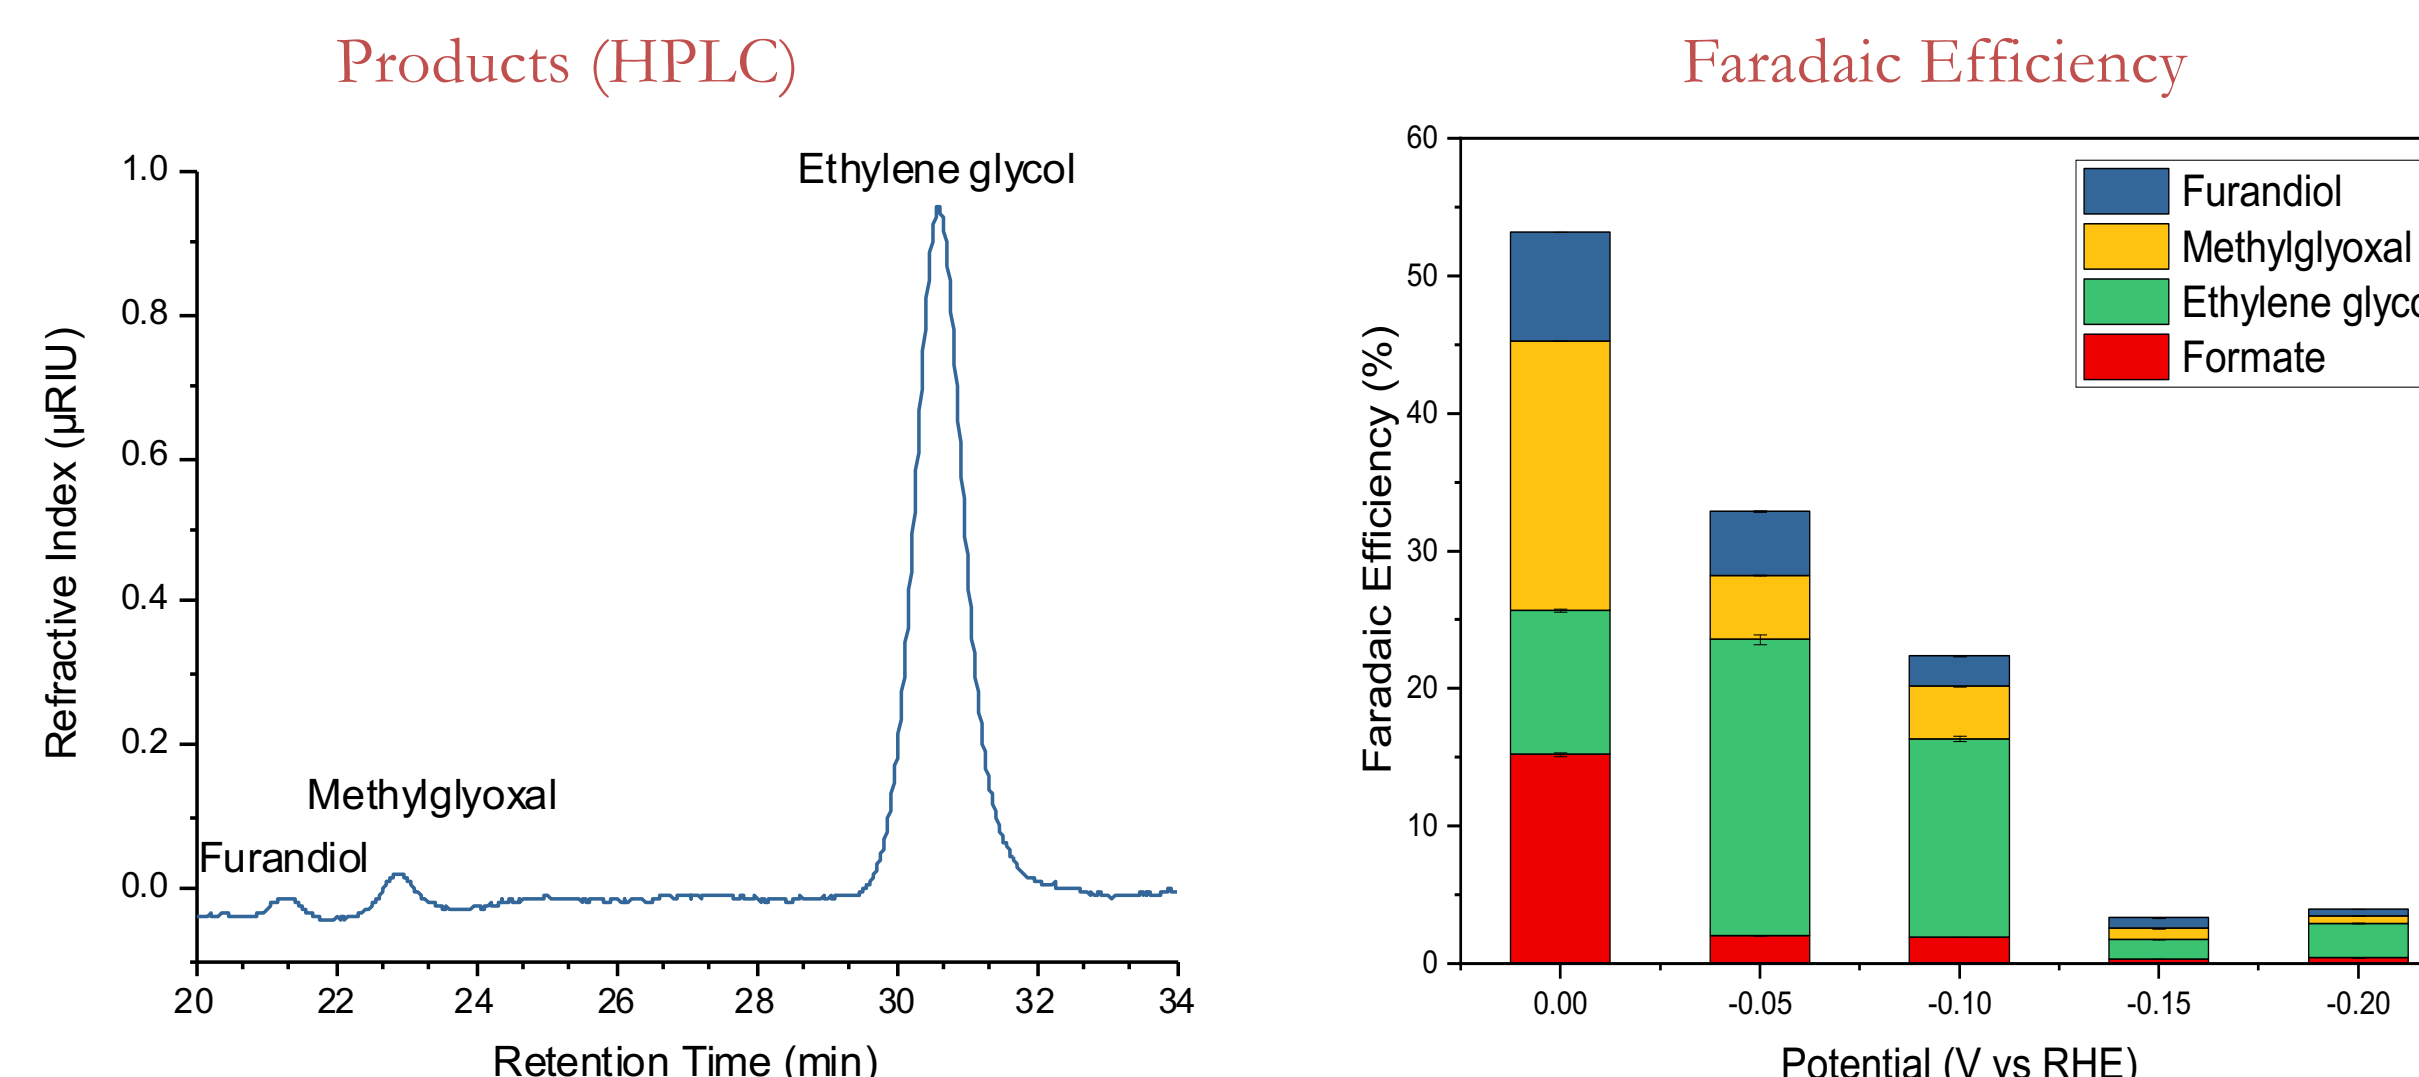 Products (HPLC)
Ethylene glycol
Methylglyoxal
Furandiol
Refractive Index (µRIU)
1.0
0.8
0.6
0.4
0.2
0.0
20 22 24 26 28 30 32 34
Retention Time (min)
Faradaic Efficiency
Furandiol
Methylglyoxal
Ethylene glyco
Formate
Faradaic Efficiency (%)
60
50
40
30
20
10
0
0.00 -0.05 -0.10 -0.15 -0.20
Potential (V vs RHE)